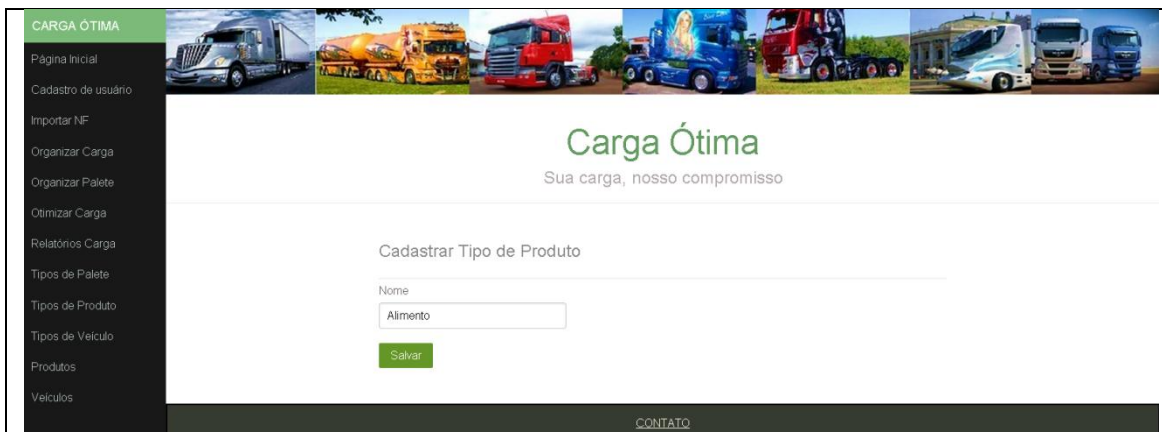 CARGA ÓTIMA
Página Inicial
Cadastro de usuário
Importar NF
Organizar Carga
Organizar Palete
Otimizar Carga
Relatórios Carga
Tipos de Palete
Tipos de Produto
Tipos de Veículo
Produtos
Veículos
Carga Ótima
Sua carga, nosso compromisso
Cadastrar Tipo de Produto
Nome
Alimento
Salvar
CONTATO